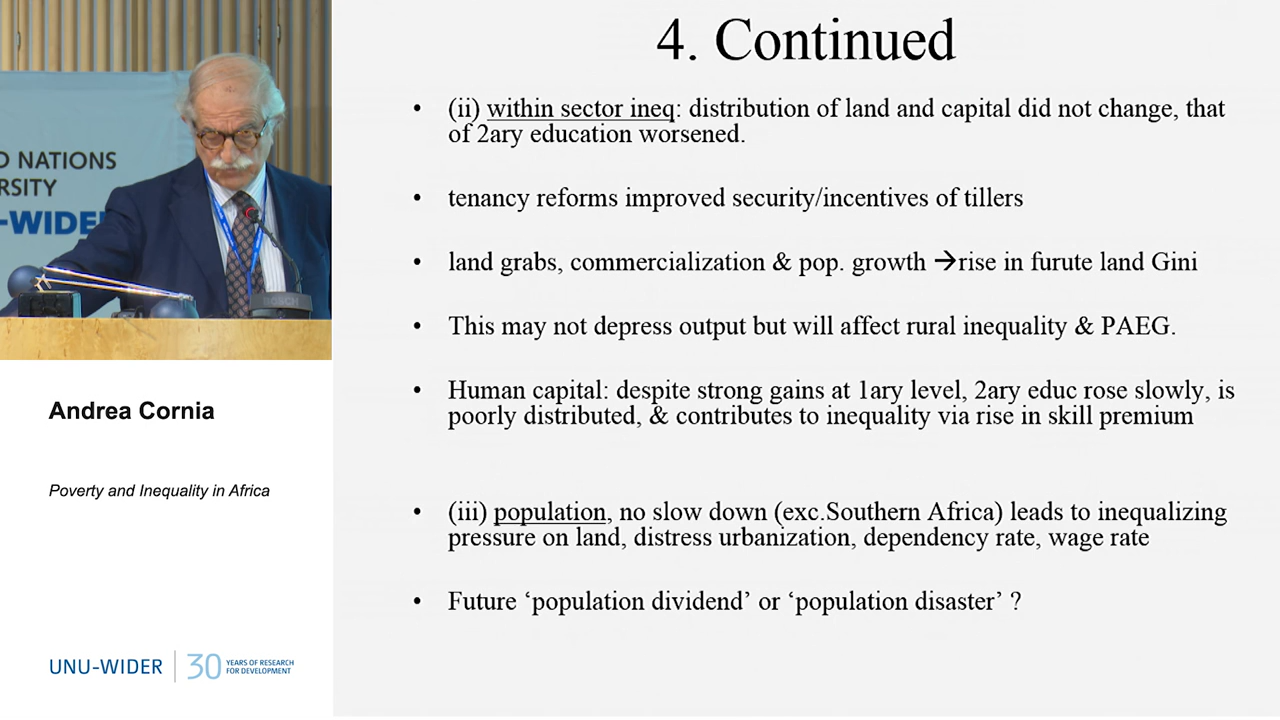 4. Continued
• (ii) within sector ineq: distribution of land and capital did not change, that
of 2ary education worsened.
• tenancy reforms improved security/incentives of tillers
• land grabs, commercialization & pop. growth →rise in furute land Gini
• This may not depress output but will affect rural inequality & PAEG.
• Human capital: despite strong gains at 1ary level, 2ary educ rose slowly, is
poorly distributed, & contributes to inequality via rise in skill premium
• (iii) population, no slow down (exc.Southern Africa) leads to inequalizing
pressure on land, distress urbanization, dependency rate, wage rate
• Future ‘population dividend’ or ‘population disaster’ ?
D NATIONS
RSITY
-WIDE
BOSCH
Andrea Cornia
Poverty and Inequality in Africa
UNU-WIDER
30 YEARS OF RESEARCH
FOR DEVELOPMENT